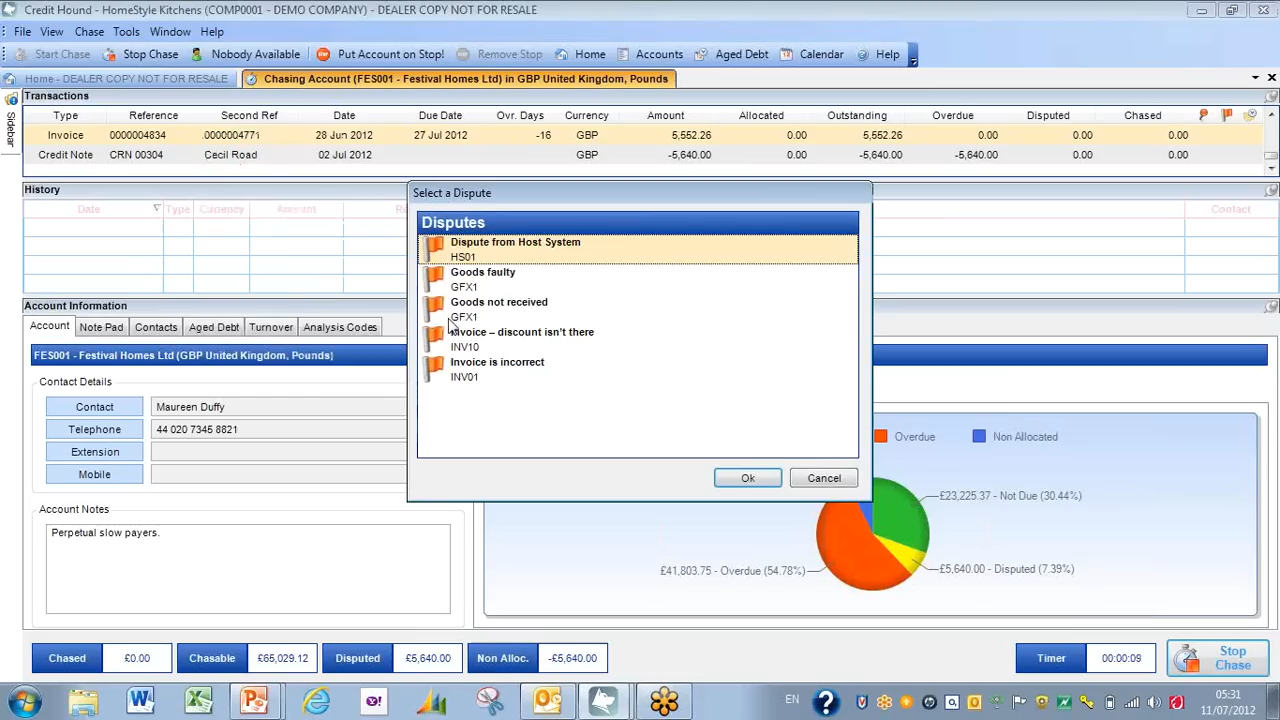 Credit Hound - HomeStyle Kitchens (COMP0001 - DEMO COMPANY) - DEALER COPY NOT FOR RESALE
File View Chase Tools Window Help
Start Chase Stop Chase Nobody Available Put Account on Stop! Remove Stop Home Accounts Aged Debt Calendar Help
Home - DEALER COPY NOT FOR RESALE Chasing Account (FES001 - Festival Homes Ltd) in GBP United Kingdom, Pounds
Sidebar
Transactions
Type Reference Second Ref Date Due Date Ovr. Days Currency Amount Allocated Outstanding Overdue Disputed Chased
Invoice 0000004834 0000004771 28 Jun 2012 27 Jul 2012 -16 GBP 5,552.26 0.00 5,552.26 0.00 0.00 0.00
Credit Note CRN 00304 Cecil Road 02 Jul 2012 GBP -5,640.00 0.00 -5,640.00 -5,640.00 0.00 0.00
History
Date Type Currency Amount Contact
Select a Dispute
Disputes
Dispute from Host System
HS01
Goods faulty
GFX1
Goods not received
GFX1
Invoice – discount isn't there
INV10
Invoice is incorrect
INV01
Ok Cancel
Account Information
Account Note Pad Contacts Aged Debt Turnover Analysis Codes
FES001 - Festival Homes Ltd (GBP United Kingdom, Pounds)
Contact Details
Contact Maureen Duffy
Telephone 44 020 7345 8821
Extension
Mobile
Account Notes
Perpetual slow payers.
Overdue Non Allocated
£23,225.37 - Not Due (30.44%)
£41,803.75 - Overdue (54.78%)
£5,640.00 - Disputed (7.39%)
Chased £0.00 Chasable £65,029.12 Disputed £5,640.00 Non Alloc. -£5,640.00 Timer 00:00:09 Stop
Chase
EN 05:31
11/07/2012